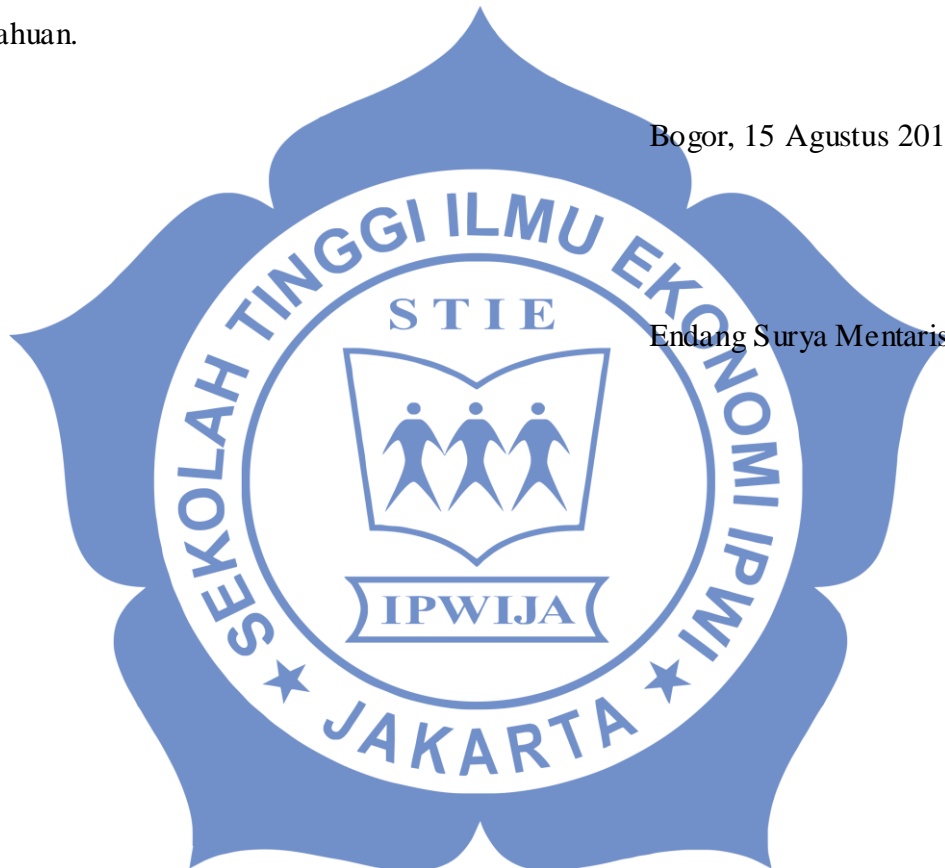 ahuan.
Bogor, 15 Agustus 201
Endang Surya Mentaris
SEKOLAH TINGGI ILMU EKONOMI IPWI
STIE
IPWIJA
JAKARTA